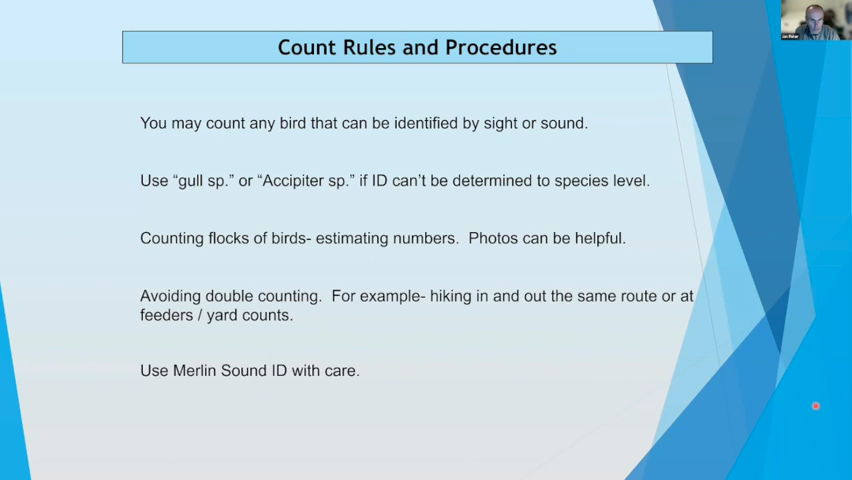 Count Rules and Procedures
You may count any bird that can be identified by sight or sound.
Use “gull sp.” or “Accipiter sp.” if ID can’t be determined to species level.
Counting flocks of birds- estimating numbers.  Photos can be helpful.
Avoiding double counting.  For example- hiking in and out the same route or at
feeders / yard counts.
Use Merlin Sound ID with care.